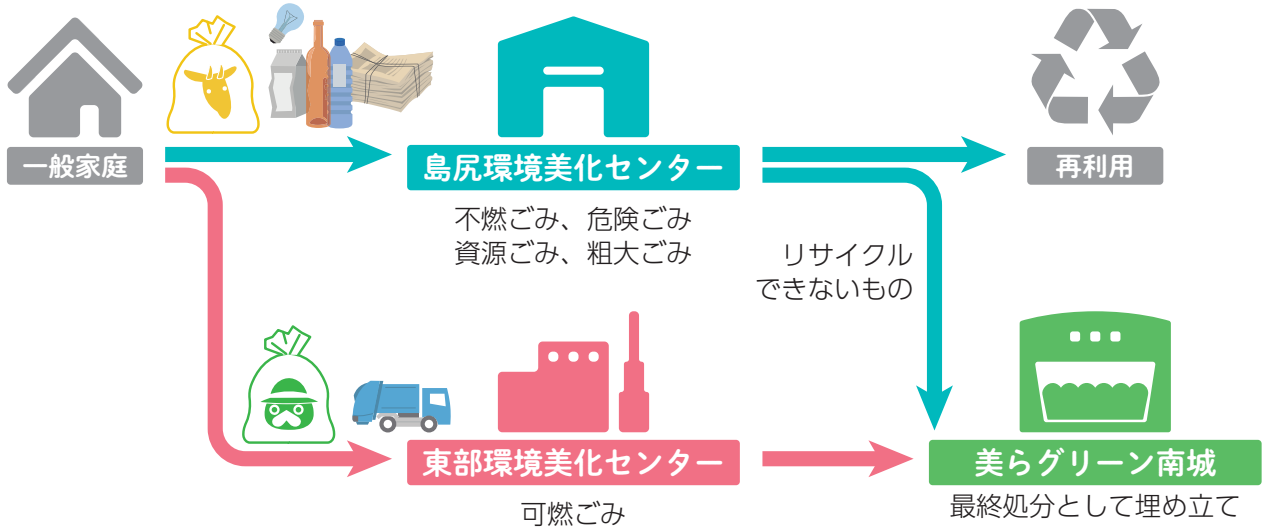 一般家庭
島尻環境美化センター
不燃ごみ、危険ごみ
資源ごみ、粗大ごみ
再利用
リサイクル
できないもの
東部環境美化センター
可燃ごみ
美らグリーン南城
最終処分として埋め立て